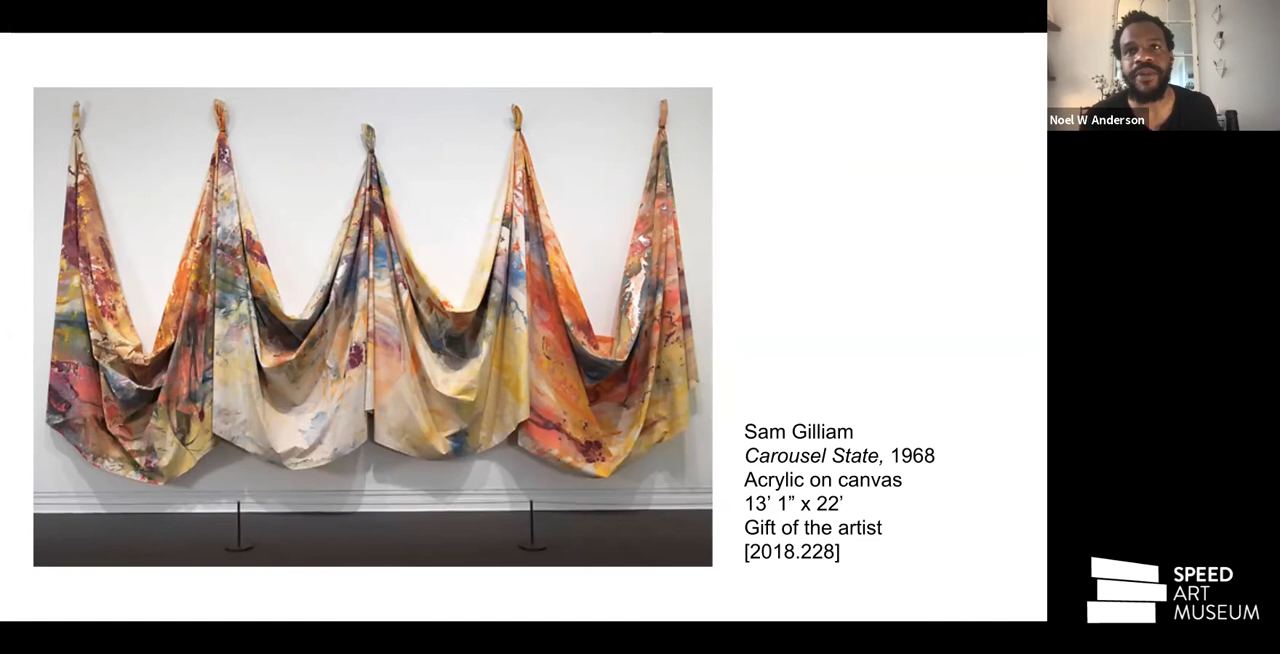 Noel W Anderson
Sam Gilliam
Carousel State, 1968
Acrylic on canvas
13’ 1” x 22’
Gift of the artist
[2018.228]
SPEED
ART
MUSEUM